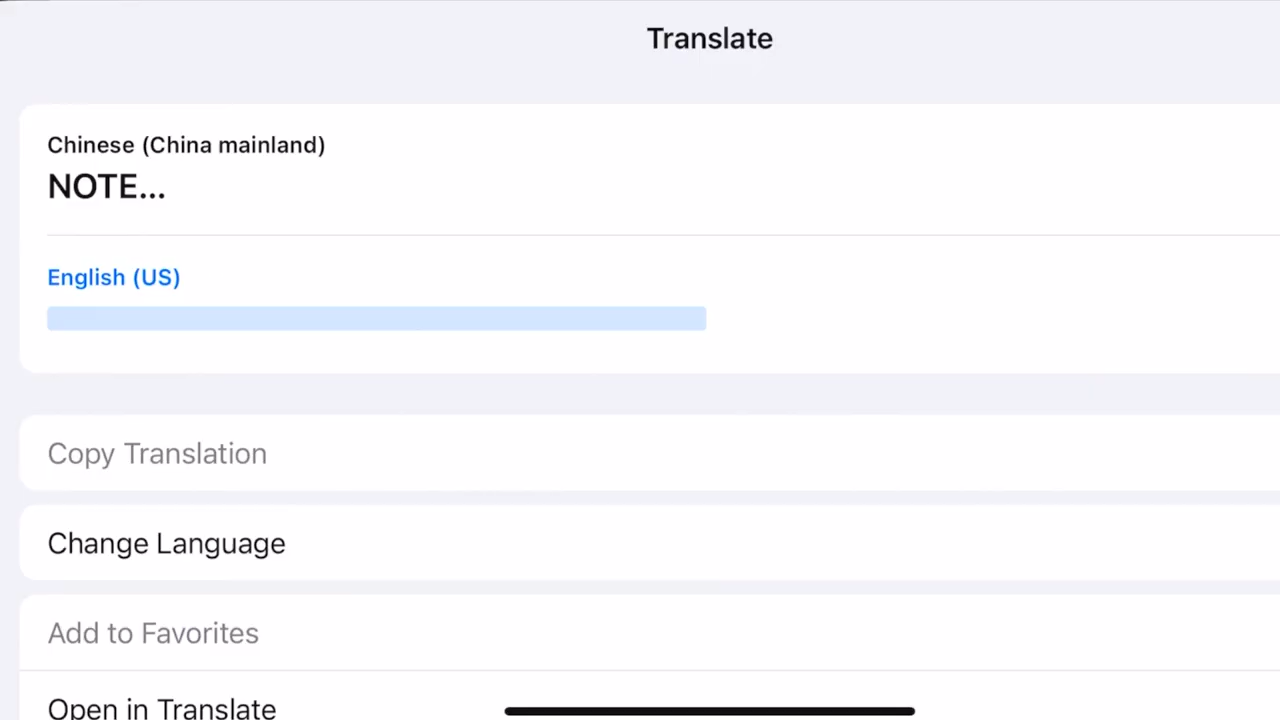 Translate
Chinese (China mainland)
NOTE...
English (US)
Copy Translation
Change Language
Add to Favorites
Open in Translate